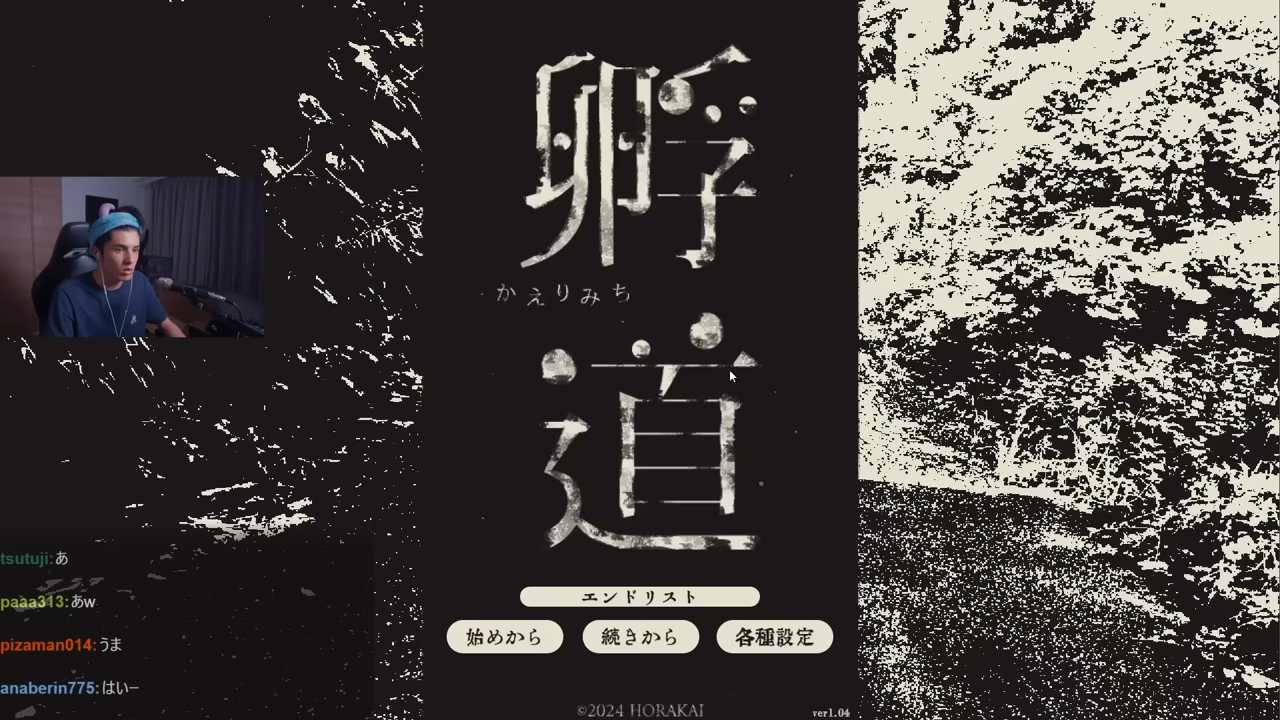 孵
かえりみち
道
エンドリスト
始めから
続きから
各種設定
©2024 HORAKAI
ver1.04
tsutuji:あ
paaa313:あw
pizaman014:うま
anaberin775:はいー